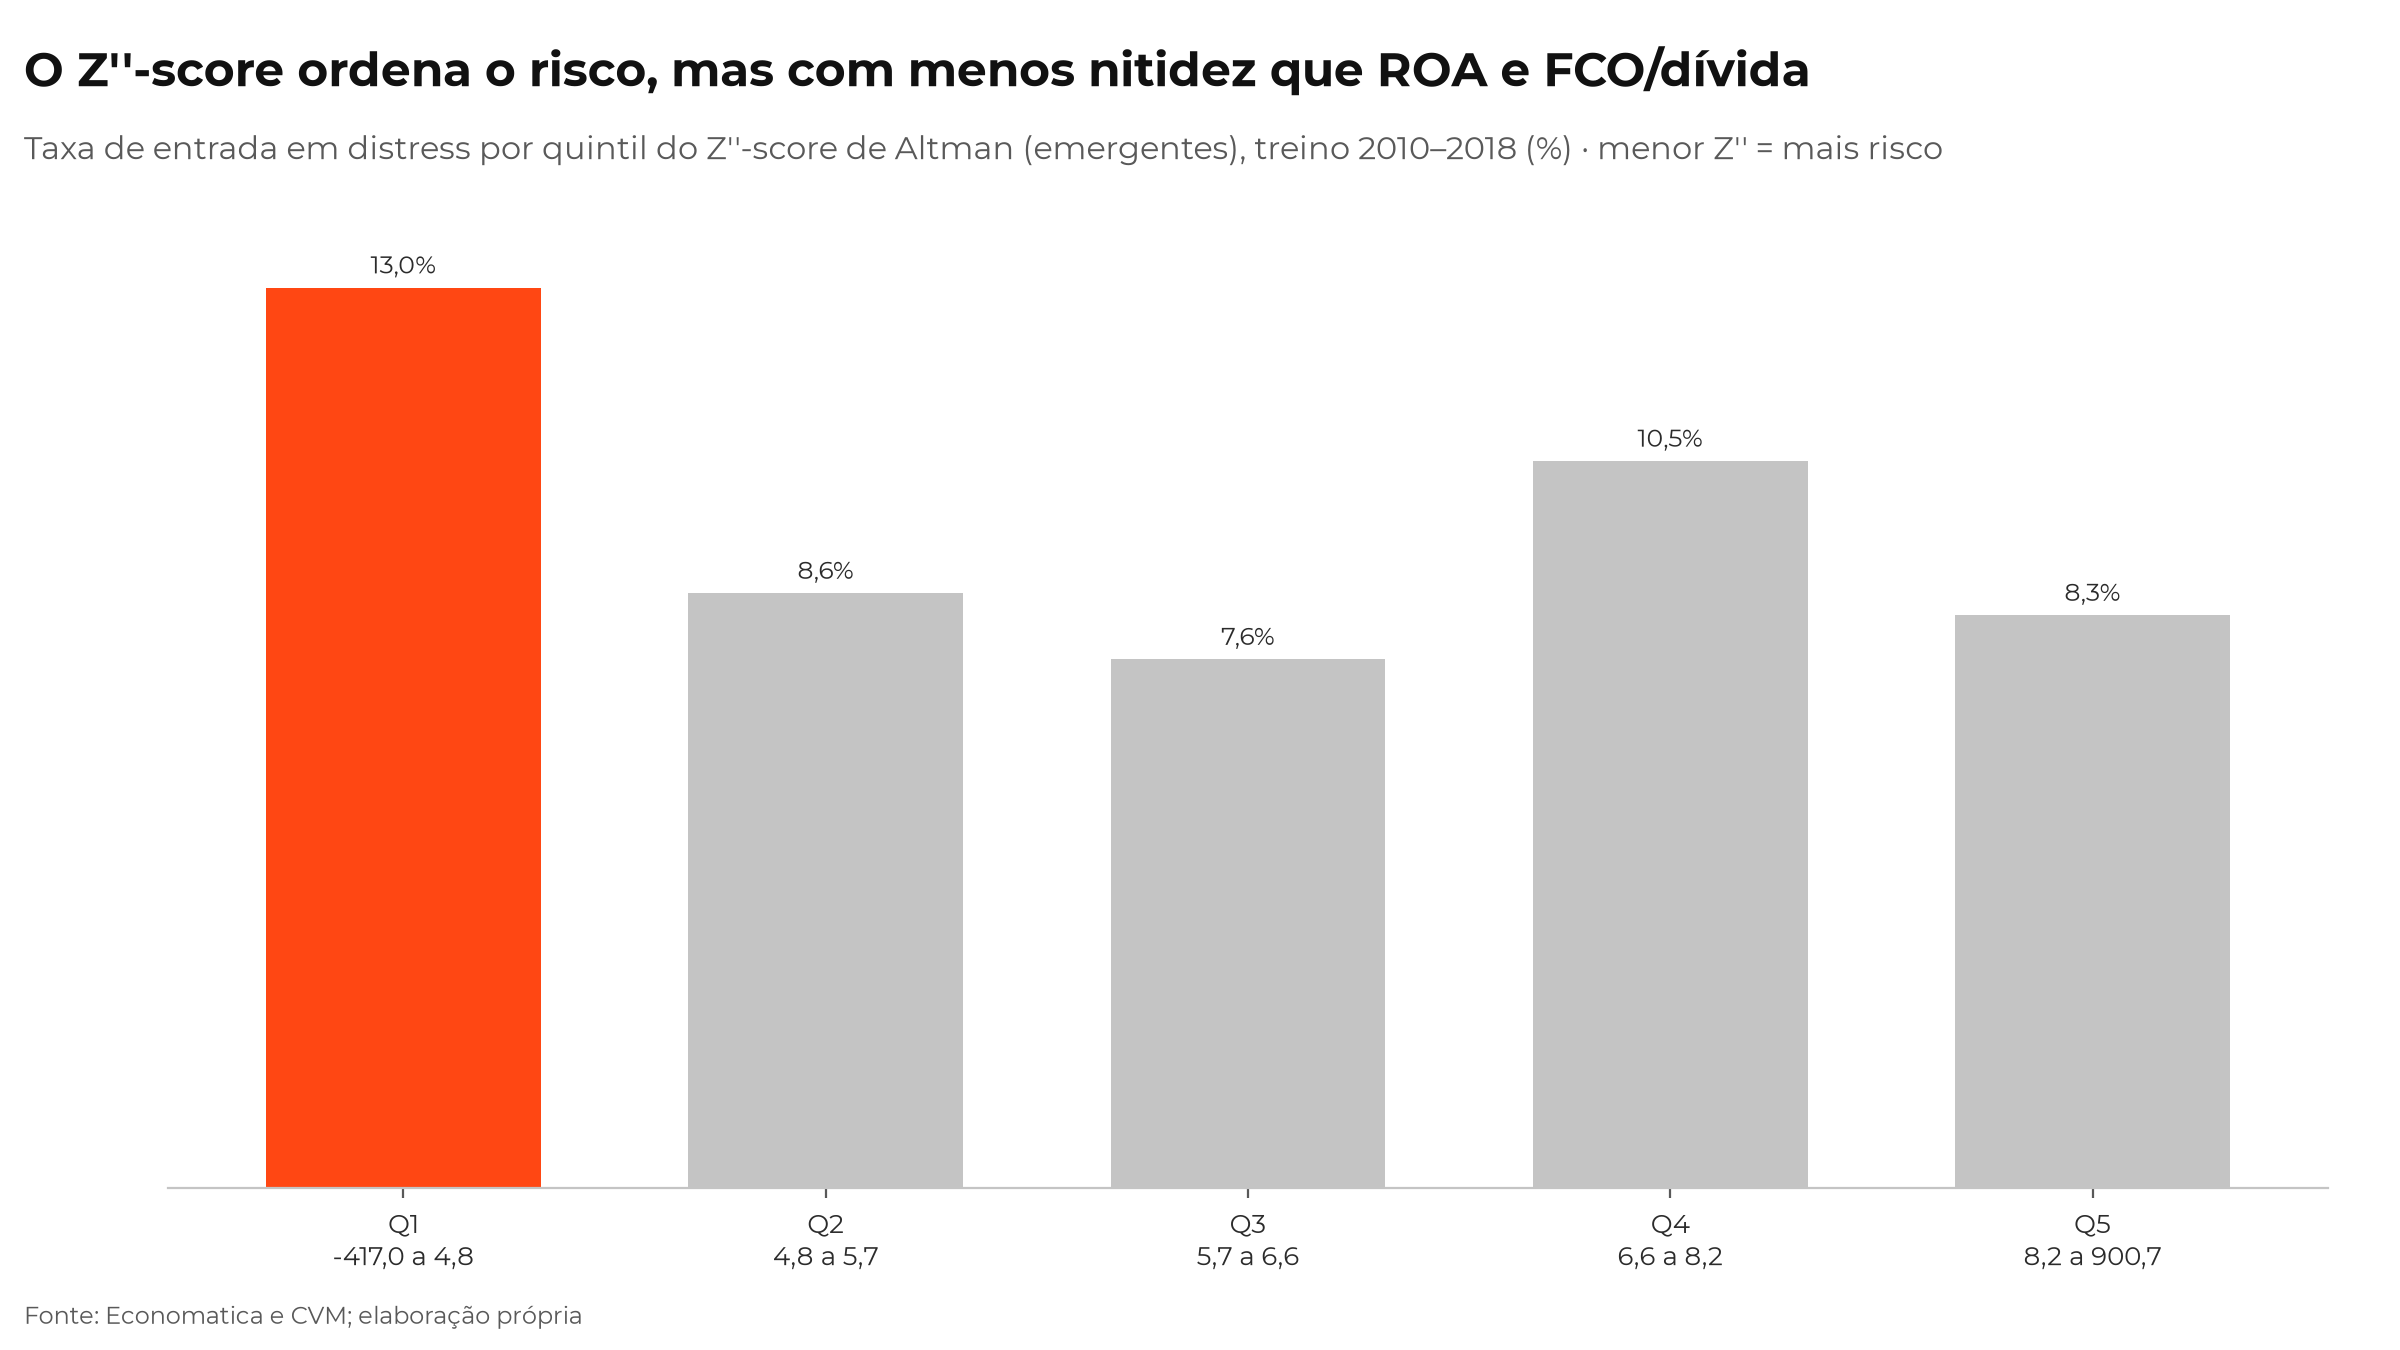 O Z''-score ordena o risco, mas com menos nitidez que ROA e FCO/dívida
Taxa de entrada em distress por quintil do Z''-score de Altman (emergentes), treino 2010–2018 (%) · menor Z'' = mais risco
13,0%
8,6%
7,6%
10,5%
8,3%
Q1
-417,0 a 4,8
Q2
4,8 a 5,7
Q3
5,7 a 6,6
Q4
6,6 a 8,2
Q5
8,2 a 900,7
Fonte: Economatica e CVM; elaboração própria